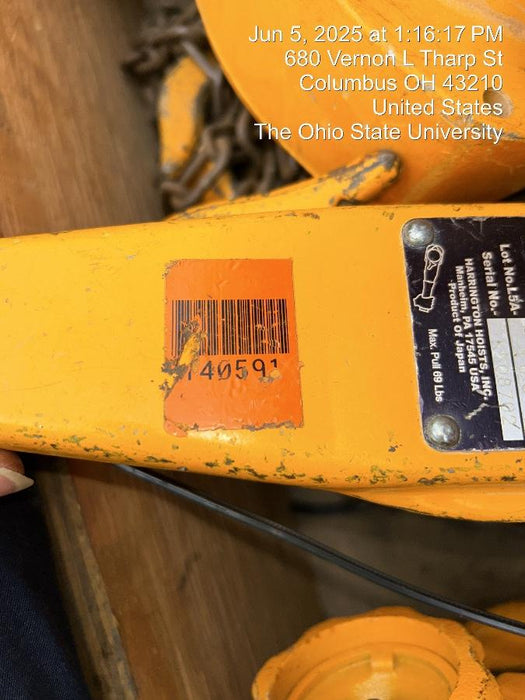 Jun 5, 2025 at 1:16:17 PM
680 Vernon L Tharp St
Columbus OH 43210
United States
The Ohio State University
40591
Lot No.L5A-
Serial No.-
HARRINGTON HOISTS, INC.
Manheim, PA 17545 USA
-Product of Japan
Max. Pull 69 Lbs